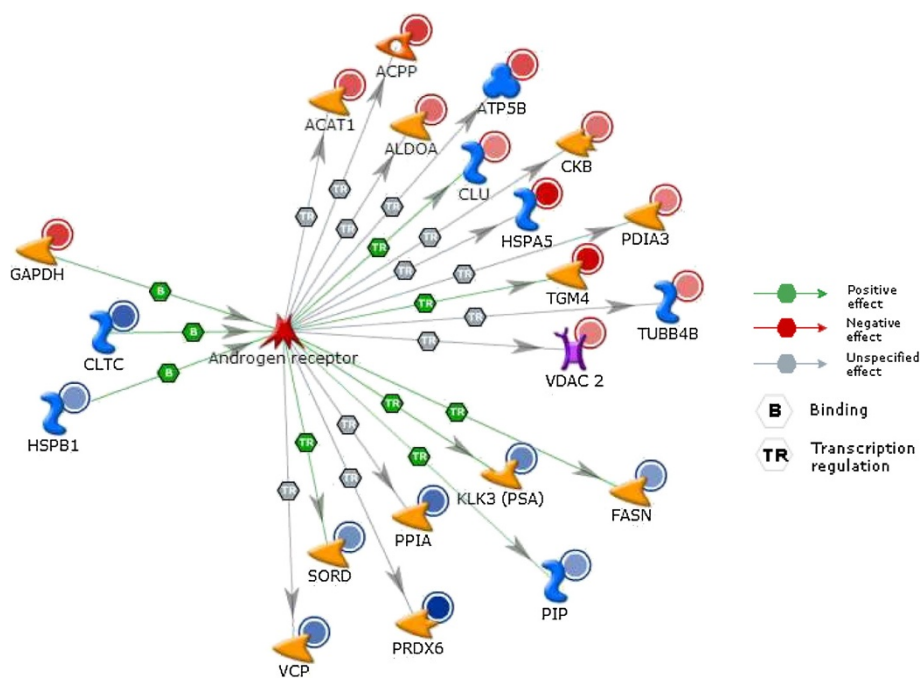 ACPP
ACAT1
ATP5B
ALDOA
CKB
CLU
TR
TR
TR
TR
TR
TR
HSPA5
PDIA3
GAPDH
TR
TR
TGM4
TR
B
TR
TUBB4B
CLTC
B
Androgen receptor
TR
VDAC 2
HSPB1
B
TR
TR
TR
TR
TR
TR
TR
TR
KLK3 (PSA)
FASN
PPIA
SORD
PIP
PRDX6
VCP
Positive
effect
Negative
effect
Unspecified
effect
B Binding
TR Transcription
regulation